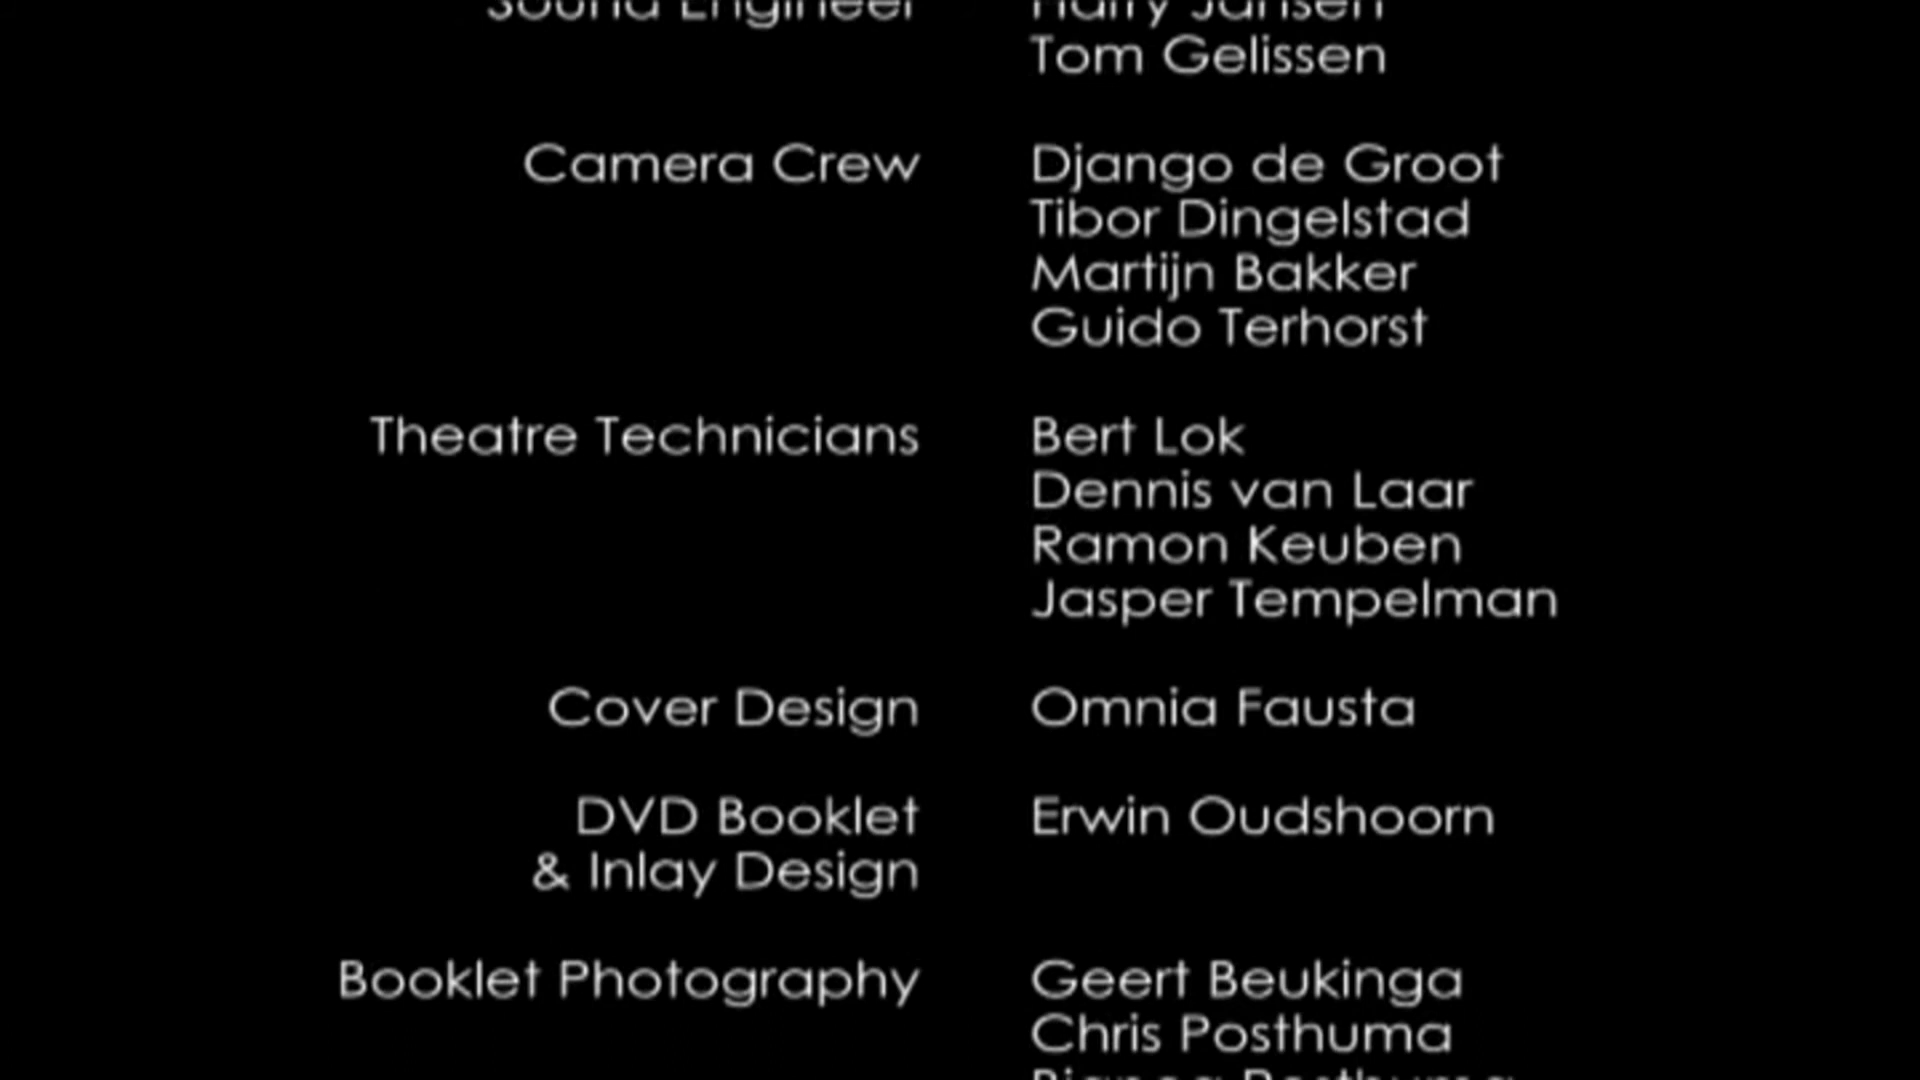 Sound Engineer Harry Jansen
Tom Gelissen
Camera Crew Django de Groot
Tibor Dingelstad
Martijn Bakker
Guido Terhorst
Theatre Technicians Bert Lok
Dennis van Laar
Ramon Keuben
Jasper Tempelman
Cover Design Omnia Fausta
DVD Booklet Erwin Oudshoorn
& Inlay Design
Booklet Photography Geert Beukinga
Chris Posthuma
Posthuma